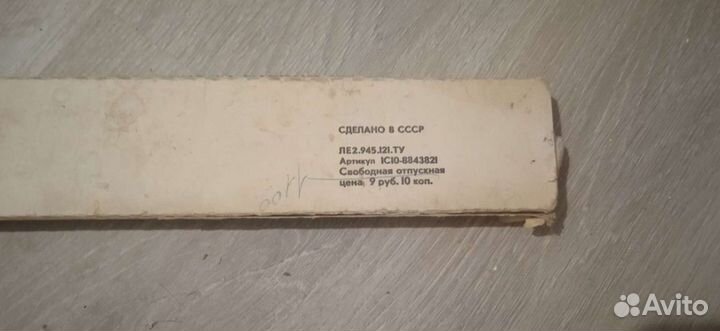 СДЕЛАНО В СССР
ЛЕ2.945.121.ТУ
Артикул 1С10-8843821
Свободная отпускная
цена 9 руб. 10 коп.
Avito